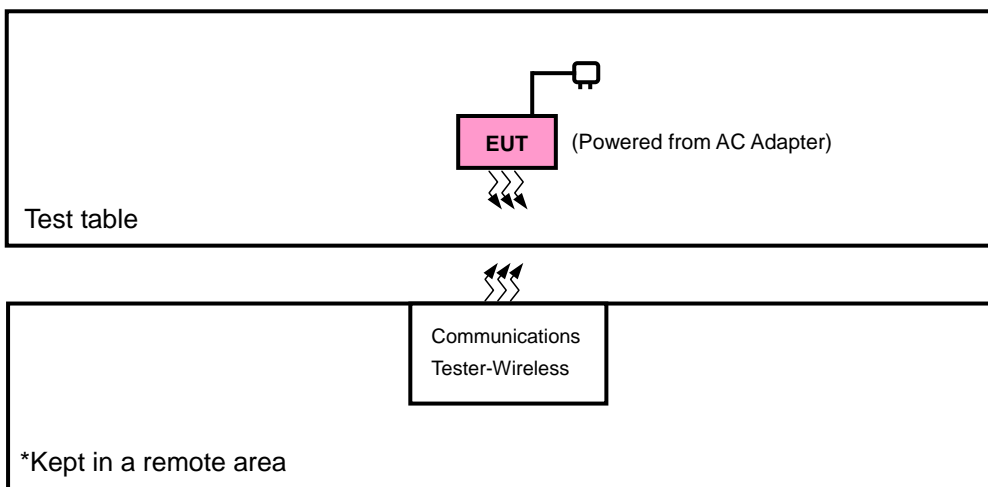 EUT
(Powered from AC Adapter)
Test table
Communications
Tester-Wireless
*Kept in a remote area